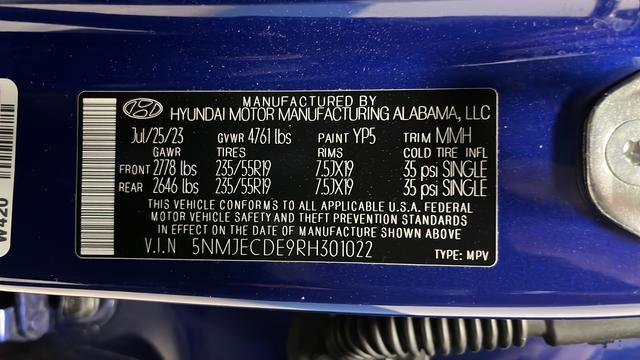 MANUFACTURED BY
HYUNDAI MOTOR MANUFACTURING ALABAMA, LLC
Jul/25/23 GVWR 4761 lbs PAINT YP5 TRIM MMH
GAWR TIRES RIMS COLD TIRE INFL
FRONT 2778 lbs 235/55R19 7.5JX19 35 psi SINGLE
REAR 2646 lbs 235/55R19 7.5JX19 35 psi SINGLE
THIS VEHICLE CONFORMS TO ALL APPLICABLE U.S.A. FEDERAL
MOTOR VEHICLE SAFETY AND THEFT PREVENTION STANDARDS
IN EFFECT ON THE DATE OF MANUFACTURE SHOWN ABOVE
V.I.N 5NMJECDE9RH301022 TYPE: MPV
W420